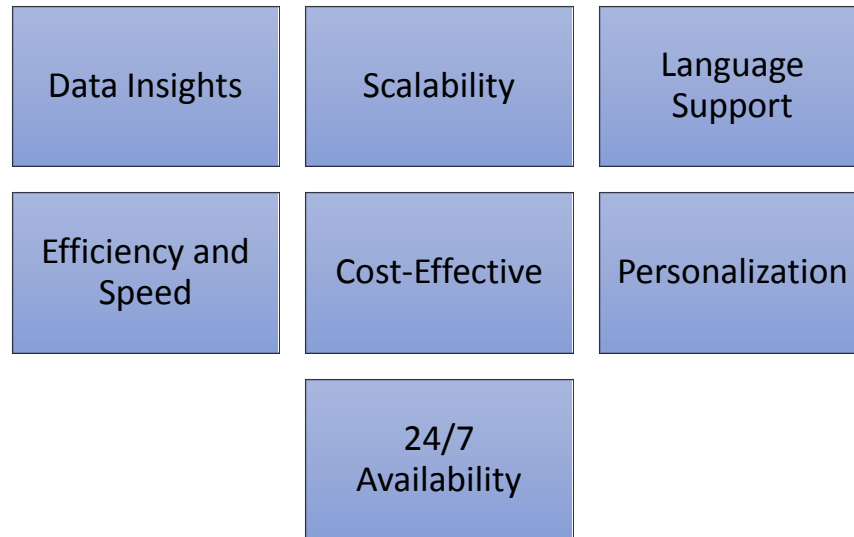 Data Insights
Scalability
Language
Support
Efficiency and
Speed
Cost-Effective
Personalization
24/7
Availability